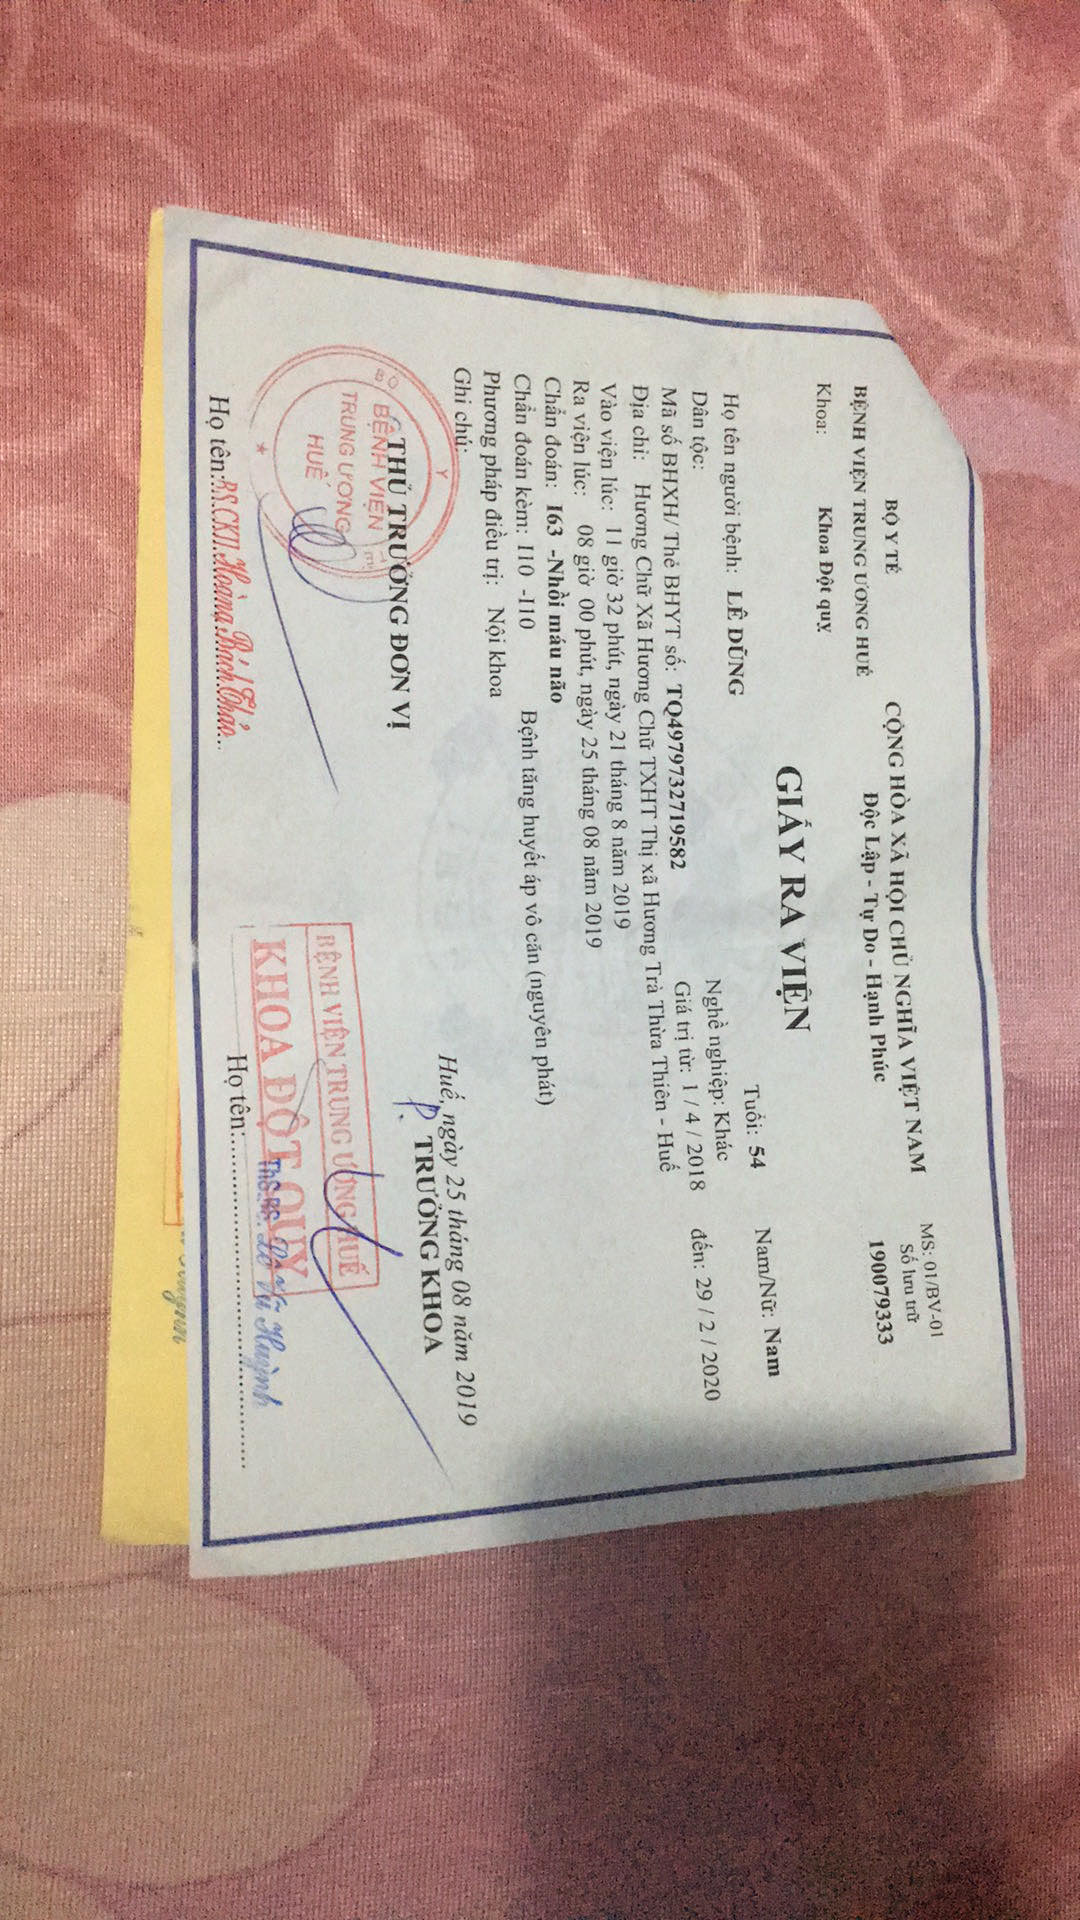 BỘ Y TẾ
BỆNH VIỆN TRUNG ƯƠNG HUẾ
Khoa: Khoa Đột quỵ
CỘNG HÒA XÃ HỘI CHỦ NGHĨA VIỆT NAM
Độc Lập - Tự Do - Hạnh Phúc
MS: 01/BV-01
Số lưu trữ
190079333
GIẤY RA VIỆN
Họ tên người bệnh: LÊ DŨNG Tuổi: 54 Nam/Nữ: Nam
Dân tộc: Nghề nghiệp: Khác
Mã số BHXH/ Thẻ BHYT số: TQ4979732719582 Giá trị từ: 1 / 4 / 2018 đến: 29 / 2 / 2020
Địa chỉ: Hương Chữ Xã Hương Chữ TXHT Thị xã Hương Trà Thừa Thiên - Huế
Vào viện lúc: 11 giờ 32 phút, ngày 21 tháng 8 năm 2019
Ra viện lúc: 08 giờ 00 phút, ngày 25 tháng 08 năm 2019
Chẩn đoán: I63 -Nhồi máu não
Chẩn đoán kèm: I10 -I10 Bệnh tăng huyết áp vô căn (nguyên phát)
Phương pháp điều trị: Nội khoa
Ghi chú:
Huế, ngày 25 tháng 08 năm 2019
THỦ TRƯỞNG ĐƠN VỊ
P. TRƯỞNG KHOA
BỘ Y
BỆNH VIỆN
TRUNG ƯƠNG
HUẾ
BỆNH VIỆN TRUNG ƯƠNG HUẾ
KHOA ĐỘT QUỴ
Họ tên: BS.CKII. Hoàng Bách Thảo
Họ tên: ThS.BS. Lê Vũ Huỳnh